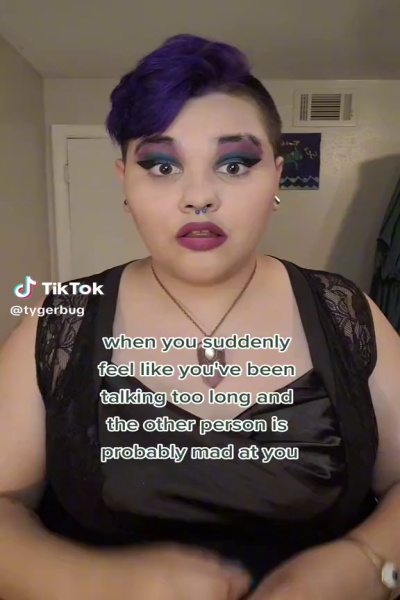 TikTok
@tygerbug
when you suddenly
feel like you've been
talking too long and
the other person is
probably mad at you